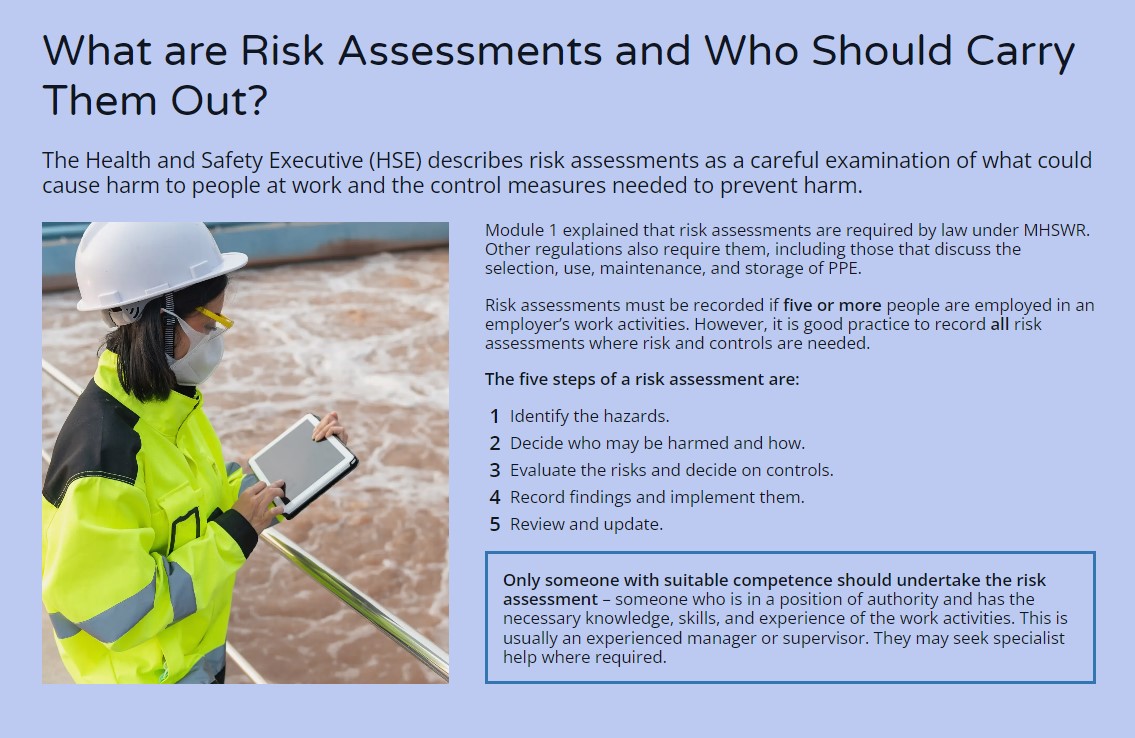 What are Risk Assessments and Who Should Carry
Them Out?
The Health and Safety Executive (HSE) describes risk assessments as a careful examination of what could
cause harm to people at work and the control measures needed to prevent harm.
Module 1 explained that risk assessments are required by law under MHSWR.
Other regulations also require them, including those that discuss the
selection, use, maintenance, and storage of PPE.
Risk assessments must be recorded if five or more people are employed in an
employer’s work activities. However, it is good practice to record all risk
assessments where risk and controls are needed.
The five steps of a risk assessment are:
1 Identify the hazards.
2 Decide who may be harmed and how.
3 Evaluate the risks and decide on controls.
4 Record findings and implement them.
5 Review and update.
Only someone with suitable competence should undertake the risk
assessment – someone who is in a position of authority and has the
necessary knowledge, skills, and experience of the work activities. This is
usually an experienced manager or supervisor. They may seek specialist
help where required.